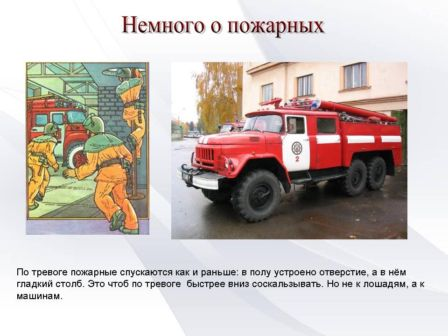 Немного о пожарных
2
По тревоге пожарные спускаются как и раньше: в полу устроено отверстие, а в нём
гладкий столб. Это чтоб по тревоге быстрее вниз соскальзывать. Но не к лошадям, а к
машинам.